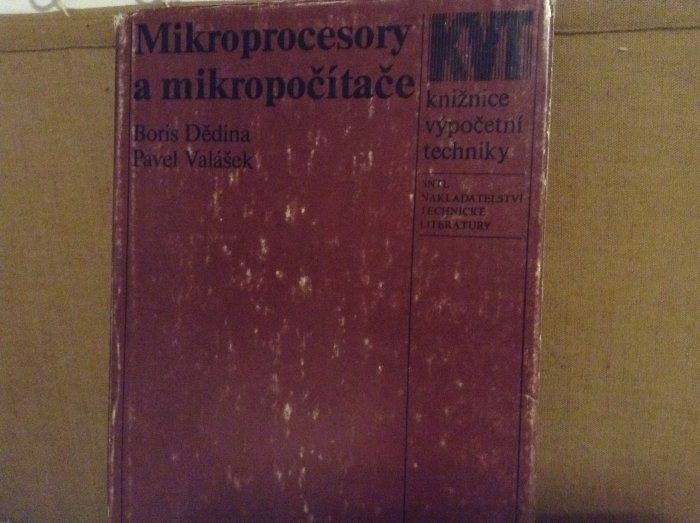 Mikroprocesory
a mikropočítače
Boris Dědina
Pavel Valášek
KVT
knižnice
výpočetní
techniky
SNTL
NAKLADATELSTVÍ
TECHNICKÉ
LITERATURY